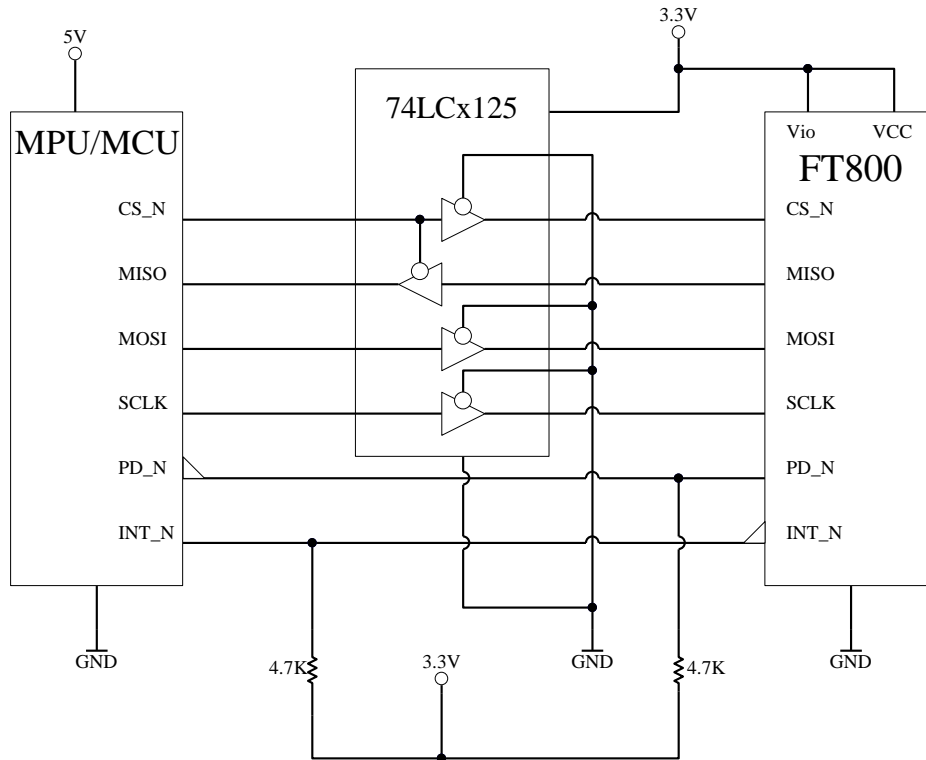 3.3V
5V
74LCx125
MPU/MCU
Vio
VCC
FT800
CS_N
CS_N
MISO
MISO
MOSI
MOSI
SCLK
SCLK
PD_N
PD_N
INT_N
INT_N
GND
4.7K
3.3V
GND
4.7K
GND